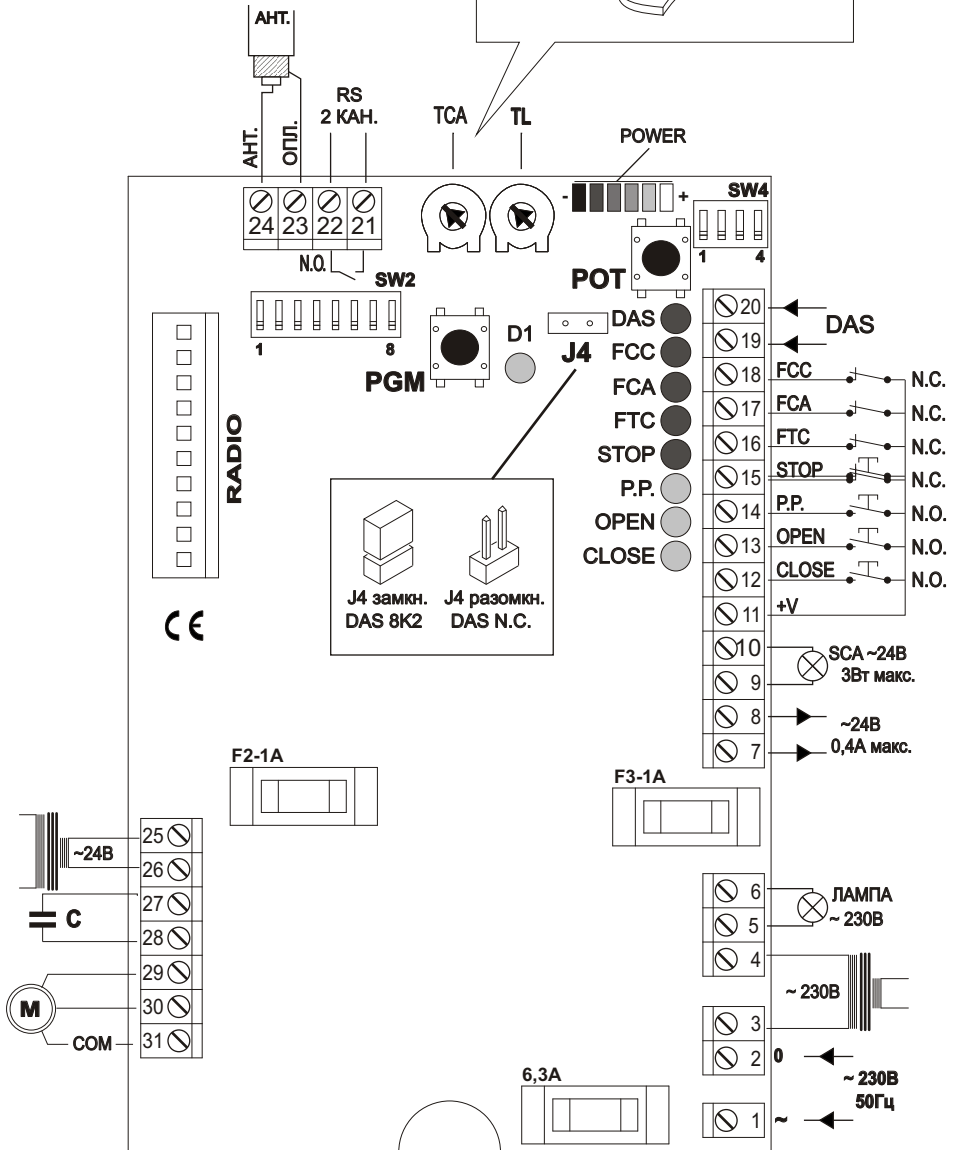 АНТ.
АНТ.
ОПЛ.
RS
2 КАН.
TCA
TL
POWER
- +
24 23 22 21
N.O.
SW2
1 8
SW4
1 4
POT
PGM
D1
J4
RADIO
DAS
FCC
FCA
FTC
STOP
P.P.
OPEN
CLOSE
20
19
DAS
18 FCC N.C.
17 FCA N.C.
16 FTC N.C.
15 STOP N.C.
14 P.P. N.O.
13 OPEN N.O.
12 CLOSE N.O.
11 +V
10
9
SCA ~24В
3Вт макс.
8
7
~24В
0,4А макс.
J4 замкн.
DAS 8K2
J4 разомкн.
DAS N.C.
CE
F2-1A
F3-1A
25
26
~24В
27
28
C
29
30
31
M
COM
6
5
ЛАМПА
~ 230В
4
3
~ 230В
2 0
1 ~
~ 230В
50Гц
6,3А